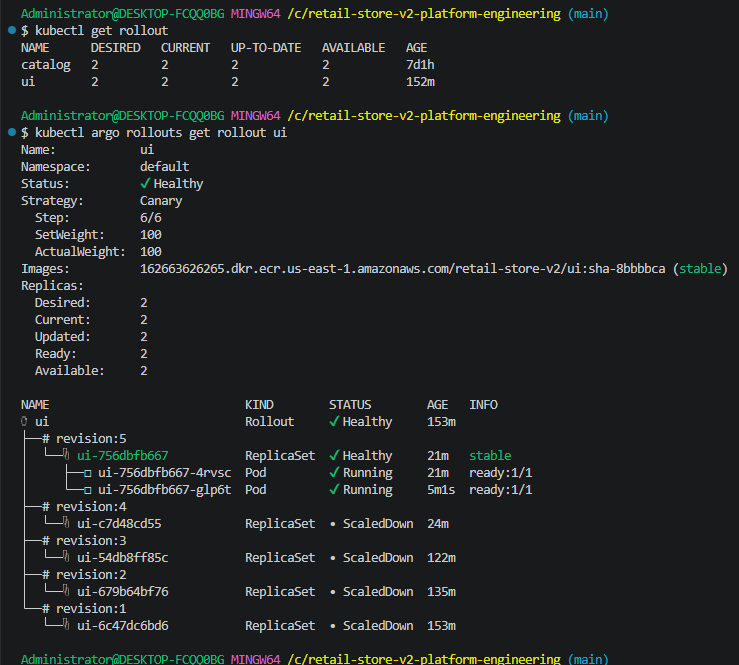 Administrator@DESKTOP-FCQQ0BG MINGW64 /c/retail-store-v2-platform-engineering (main)
$ kubectl get rollout
NAME DESIRED CURRENT UP-TO-DATE AVAILABLE AGE
catalog 2 2 2 2 7d1h
ui 2 2 2 2 152m
Administrator@DESKTOP-FCQQ0BG MINGW64 /c/retail-store-v2-platform-engineering (main)
$ kubectl argo rollouts get rollout ui
Name: ui
Namespace: default
Status: ✔ Healthy
Strategy: Canary
Step: 6/6
SetWeight: 100
ActualWeight: 100
Images: 162663626265.dkr.ecr.us-east-1.amazonaws.com/retail-store-v2/ui:sha-8bbbbca (stable)
Replicas:
Desired: 2
Current: 2
Updated: 2
Ready: 2
Available: 2
NAME KIND STATUS AGE INFO
ui Rollout ✔ Healthy 153m
# revision:5
ui-756dbfb667 ReplicaSet ✔ Healthy 21m stable
ui-756dbfb667-4rvsc Pod ✔ Running 21m ready:1/1
ui-756dbfb667-glp6t Pod ✔ Running 5m1s ready:1/1
# revision:4
ui-c7d48cd55 ReplicaSet • ScaledDown 24m
# revision:3
ui-54db8ff85c ReplicaSet • ScaledDown 122m
# revision:2
ui-679b64bf76 ReplicaSet • ScaledDown 135m
# revision:1
ui-6c47dc6bd6 ReplicaSet • ScaledDown 153m
Administrator@DESKTOP-FCQQ0BG MINGW64 /c/retail-store-v2-platform-engineering (main)